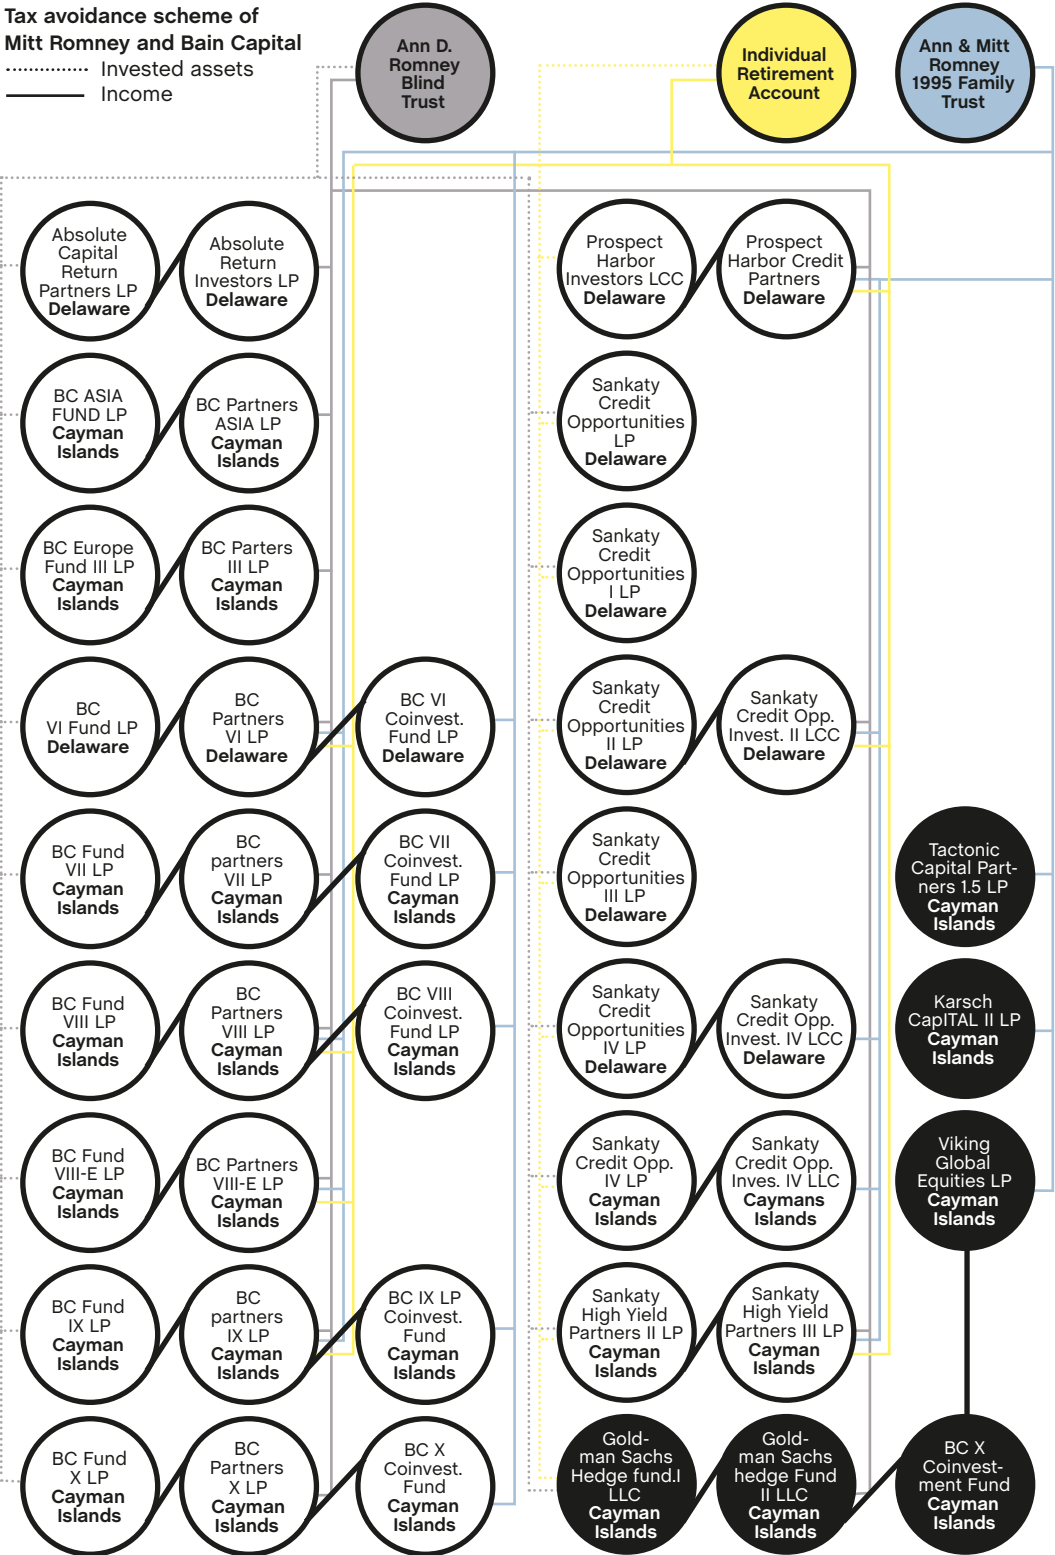 Tax avoidance scheme of
Mitt Romney and Bain Capital
Invested assets
Income
Ann D.
Romney
Blind
Trust
Individual
Retirement
Account
Ann & Mitt
Romney
1995 Family
Trust
Absolute
Capital
Return
Partners LP
Delaware
Absolute
Return
Investors LP
Delaware
Prospect
Harbor
Investors LCC
Delaware
Prospect
Harbor Credit
Partners
Delaware
BC ASIA
FUND LP
Cayman
Islands
BC Partners
ASIA LP
Cayman
Islands
Sankaty
Credit
Opportunities
LP
Delaware
BC Europe
Fund III LP
Cayman
Islands
BC Parters
III LP
Cayman
Islands
Sankaty
Credit
Opportunities
I LP
Delaware
BC
VI Fund LP
Delaware
BC
Partners
VI LP
Delaware
BC VI
Coinvest.
Fund LP
Delaware
Sankaty
Credit
Opportunities
II LP
Delaware
Sankaty
Credit Opp.
Invest. II LCC
Delaware
BC Fund
VII LP
Cayman
Islands
BC
partners
VII LP
Cayman
Islands
BC VII
Coinvest.
Fund LP
Cayman
Islands
Sankaty
Credit
Opportunities
III LP
Delaware
Tactonic
Capital Part-
ners 1.5 LP
Cayman
Islands
BC Fund
VIII LP
Cayman
Islands
BC
Partners
VIII LP
Cayman
Islands
BC VIII
Coinvest.
Fund LP
Cayman
Islands
Sankaty
Credit
Opportunities
IV LP
Delaware
Sankaty
Credit Opp.
Invest. IV LCC
Delaware
Karsch
CapITAL II LP
Cayman
Islands
BC Fund
VIII-E LP
Cayman
Islands
BC Partners
VIII-E LP
Cayman
Islands
Sankaty
Credit Opp.
IV LP
Cayman
Islands
Sankaty
Credit Opp.
Inves. IV LLC
Caymans
Islands
Viking
Global
Equities LP
Cayman
Islands
BC Fund
IX LP
Cayman
Islands
BC
partners
IX LP
Cayman
Islands
BC IX LP
Coinvest.
Fund
Cayman
Islands
Sankaty
High Yield
Partners II LP
Cayman
Islands
Sankaty
High Yield
Partners III LP
Cayman
Islands
BC Fund
X LP
Cayman
Islands
BC
Partners
X LP
Cayman
Islands
BC X
Coinvest.
Fund
Cayman
Islands
Gold-
man Sachs
Hedge fund.I
LLC
Cayman
Islands
Gold-
man Sachs
hedge Fund
II LLC
Cayman
Islands
BC X
Coinvest-
ment Fund
Cayman
Islands